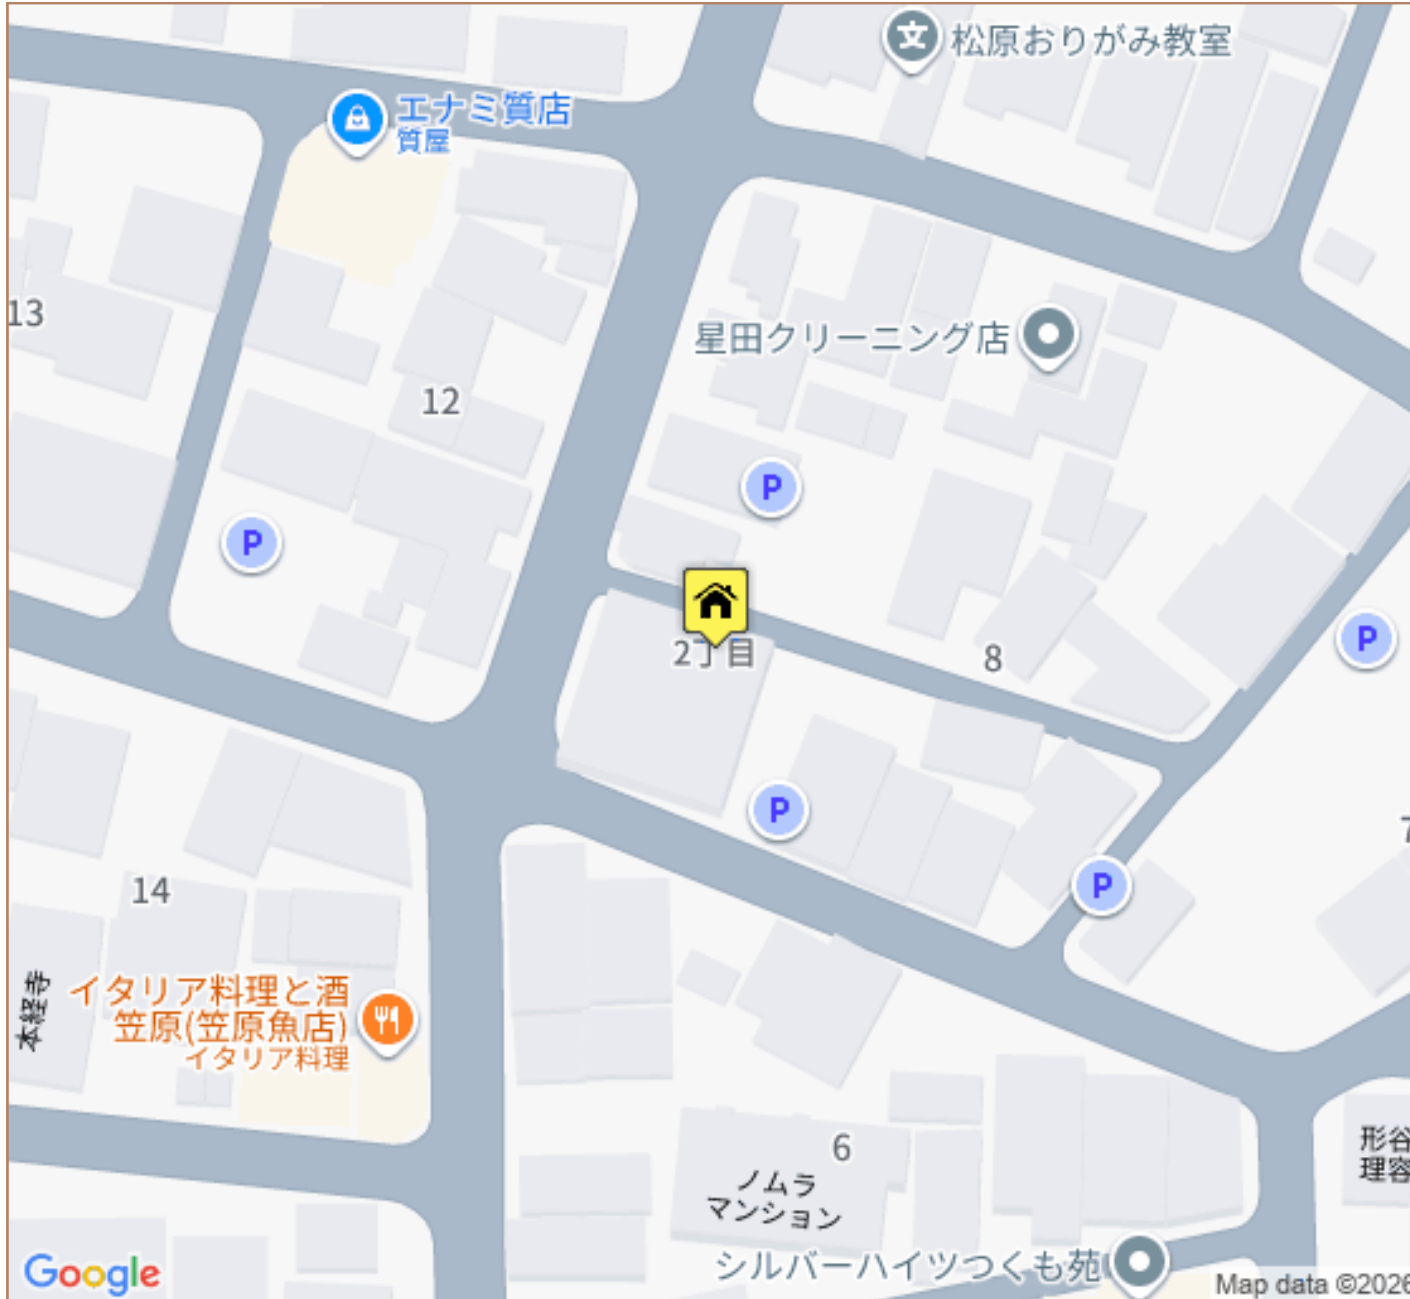 文 松原おりがみ教室
エナミ質店
質屋
13
星田クリーニング店
12
P
P
2丁目
8
P
P
P
14
本経寺
イタリア料理と酒
笠原(笠原魚店)
イタリア料理
6
ノムラ
マンション
形谷
理容
シルバーハイツつくも苑
Google
Map data ©2026